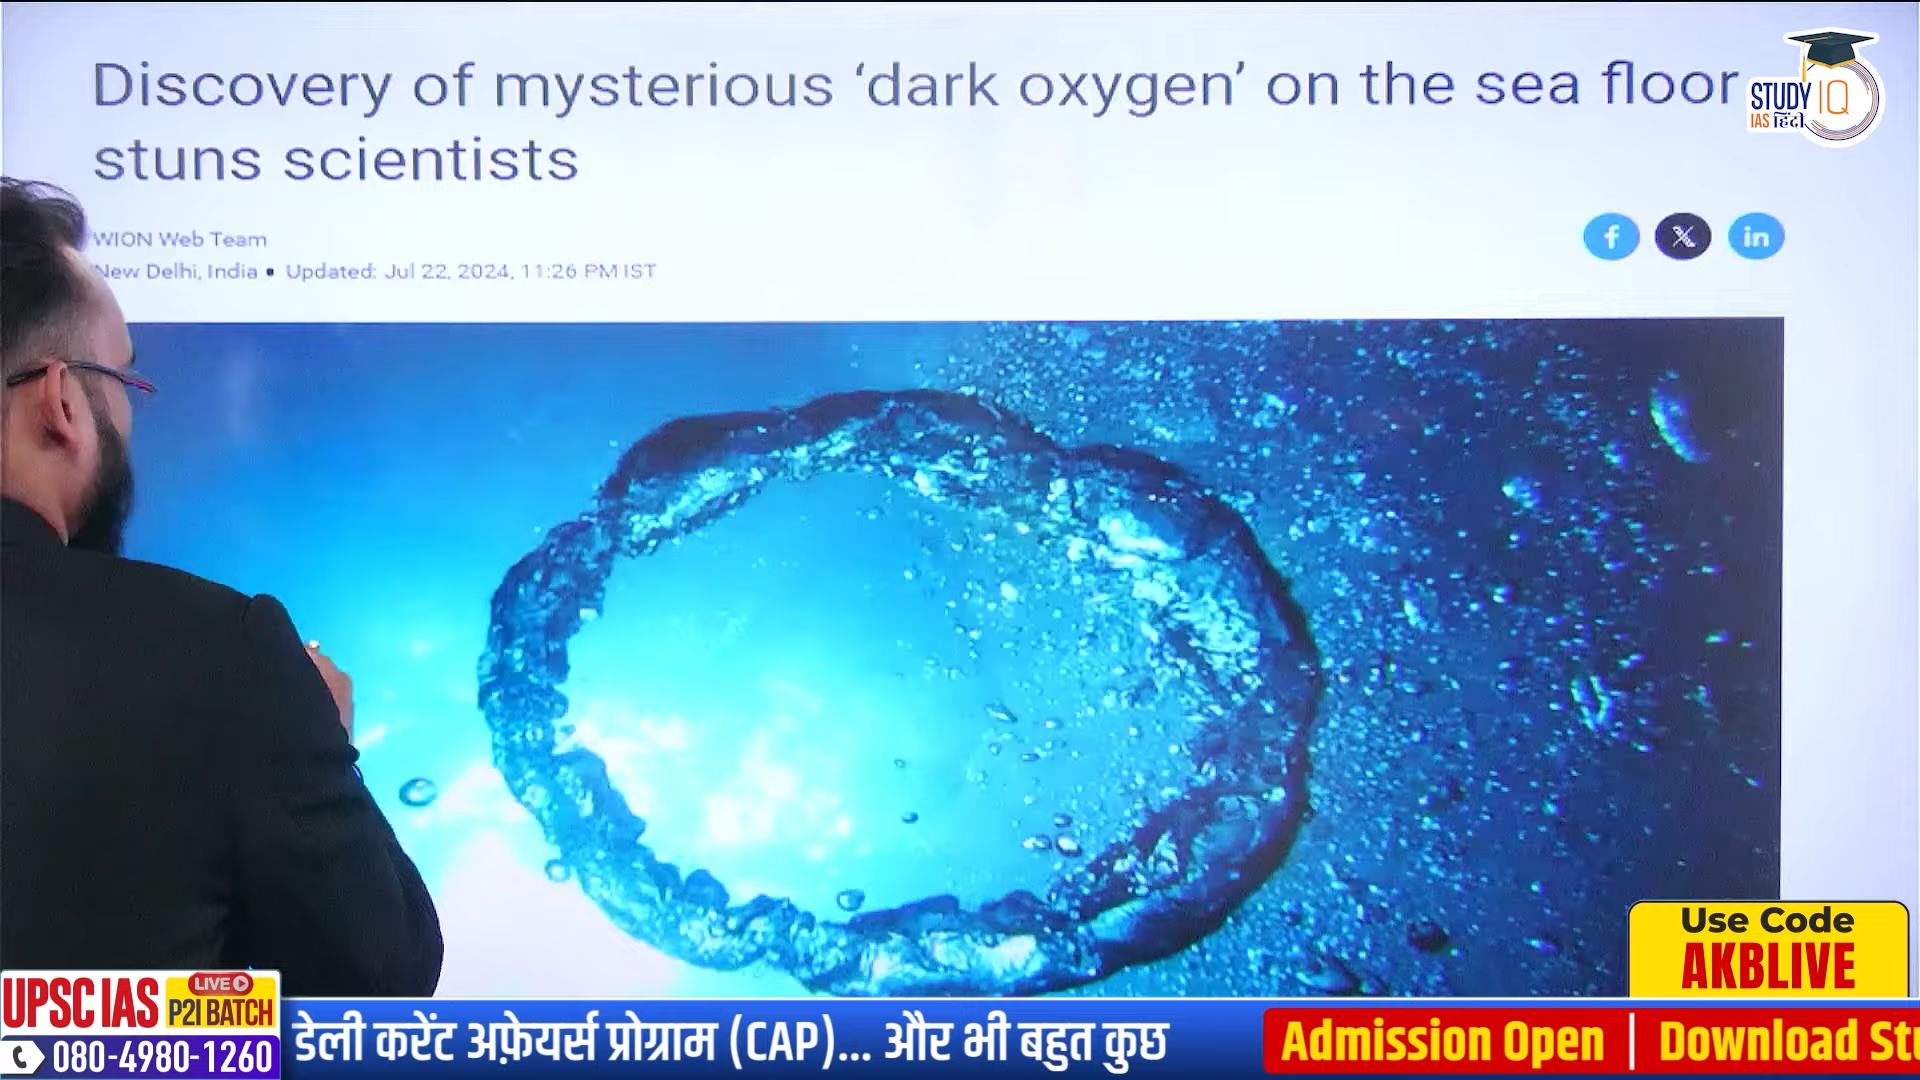 Discovery of mysterious ‘dark oxygen’ on the sea floor
stuns scientists
STUDY IQ
IAS हिंदी
WION Web Team
New Delhi, India • Updated: Jul 22, 2024, 11:26 PM IST
f X in
Use Code
AKBLIVE
UPSC IAS LIVE P2I BATCH
080-4980-1260
डेली करेंट अफ़ेयर्स प्रोग्राम (CAP)... और भी बहुत कुछ
Admission Open | Download Stu